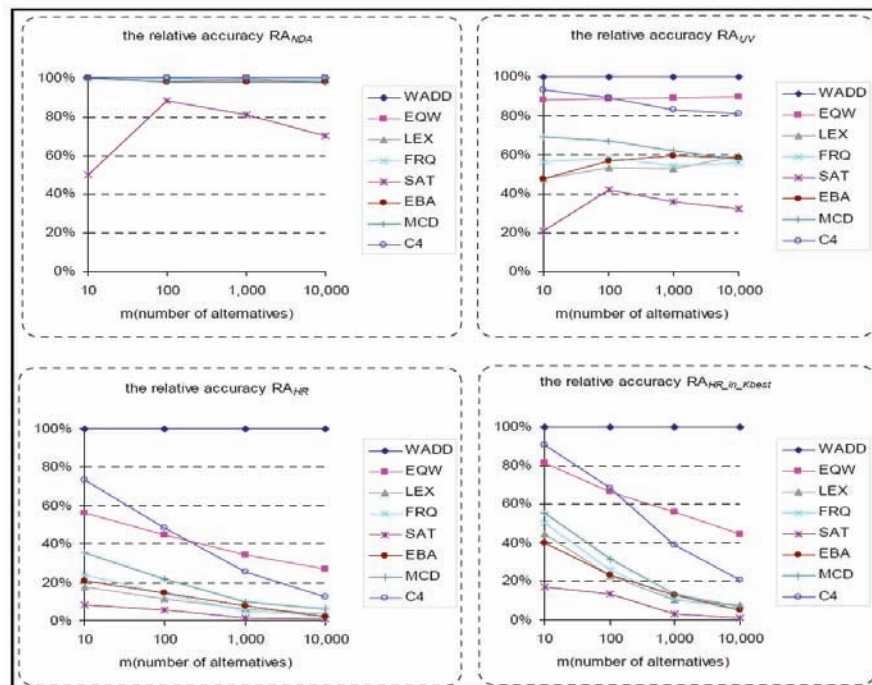 the relative accuracy RA_NDA
100%
80%
60%
40%
20%
0%
10 100 1,000 10,000
m(number of alternatives)
WADD
EQW
LEX
FRQ
SAT
EBA
MCD
C4
the relative accuracy RA_UV
100%
80%
60%
40%
20%
0%
10 100 1,000 10,000
m(number of alternatives)
WADD
EQW
LEX
FRQ
SAT
EBA
MCD
C4
the relative accuracy RA_HR
100%
80%
60%
40%
20%
0%
10 100 1,000 10,000
m(number of alternatives)
WADD
EQW
LEX
FRQ
SAT
EBA
MCD
C4
the relative accuracy RA_HR_in_Kbest
100%
80%
60%
40%
20%
0%
10 100 1,000 10,000
m(number of alternatives)
WADD
EQW
LEX
FRQ
SAT
EBA
MCD
C4